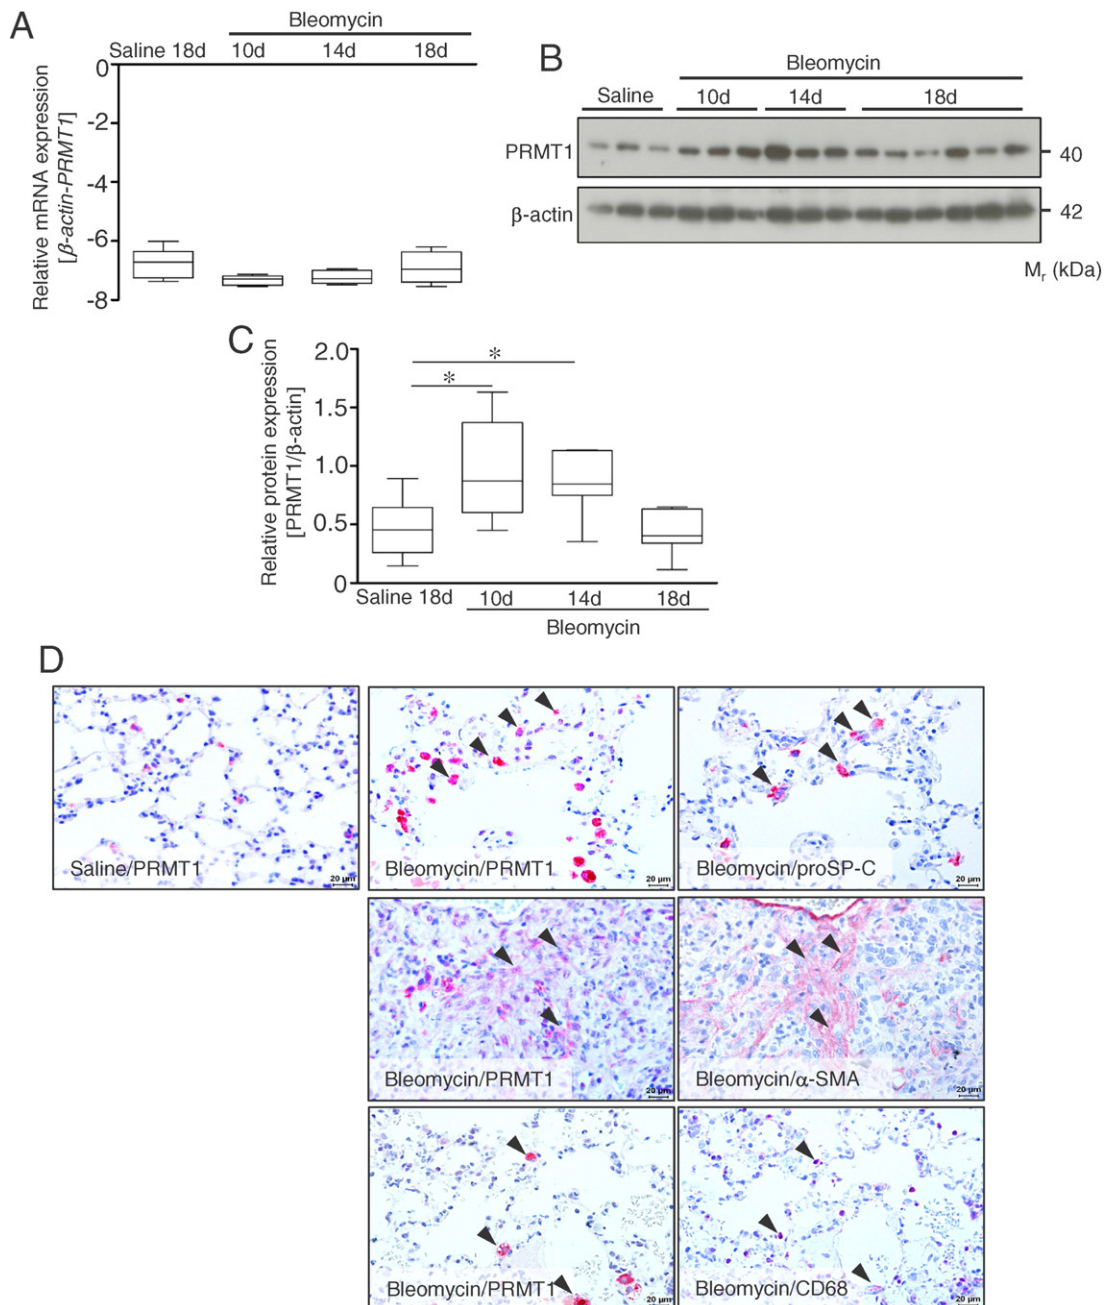 A
Bleomycin
Saline 18d 10d 14d 18d
0
-2
-4
-6
-8
Relative mRNA expression
[β-actin-PRMT1]
B
Bleomycin
Saline 10d 14d 18d
PRMT1 40
β-actin 42
Mr (kDa)
C
2.0
1.5
1.0
0.5
0
Relative protein expression
[PRMT1/β-actin]
* *
Saline 18d 10d 14d 18d
Bleomycin
D
Saline/PRMT1 20 µm
Bleomycin/PRMT1 20 µm
Bleomycin/proSP-C 20 µm
Bleomycin/PRMT1 20 µm
Bleomycin/α-SMA 20 µm
Bleomycin/PRMT1 20 µm
Bleomycin/CD68 20 µm